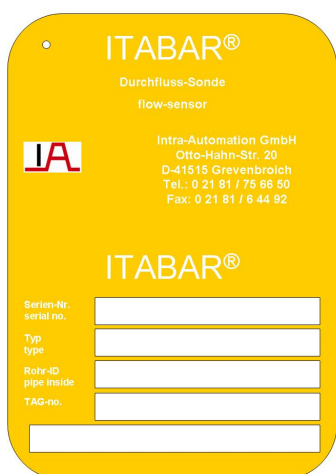 ITABAR®
Durchfluss-Sonde
flow-sensor
IA
Intra-Automation GmbH
Otto-Hahn-Str. 20
D-41515 Grevenbroich
Tel.: 0 21 81 / 75 66 50
Fax: 0 21 81 / 6 44 92
ITABAR®
Serien-Nr.
serial no.
Typ
type
Rohr-ID
pipe inside
TAG-no.